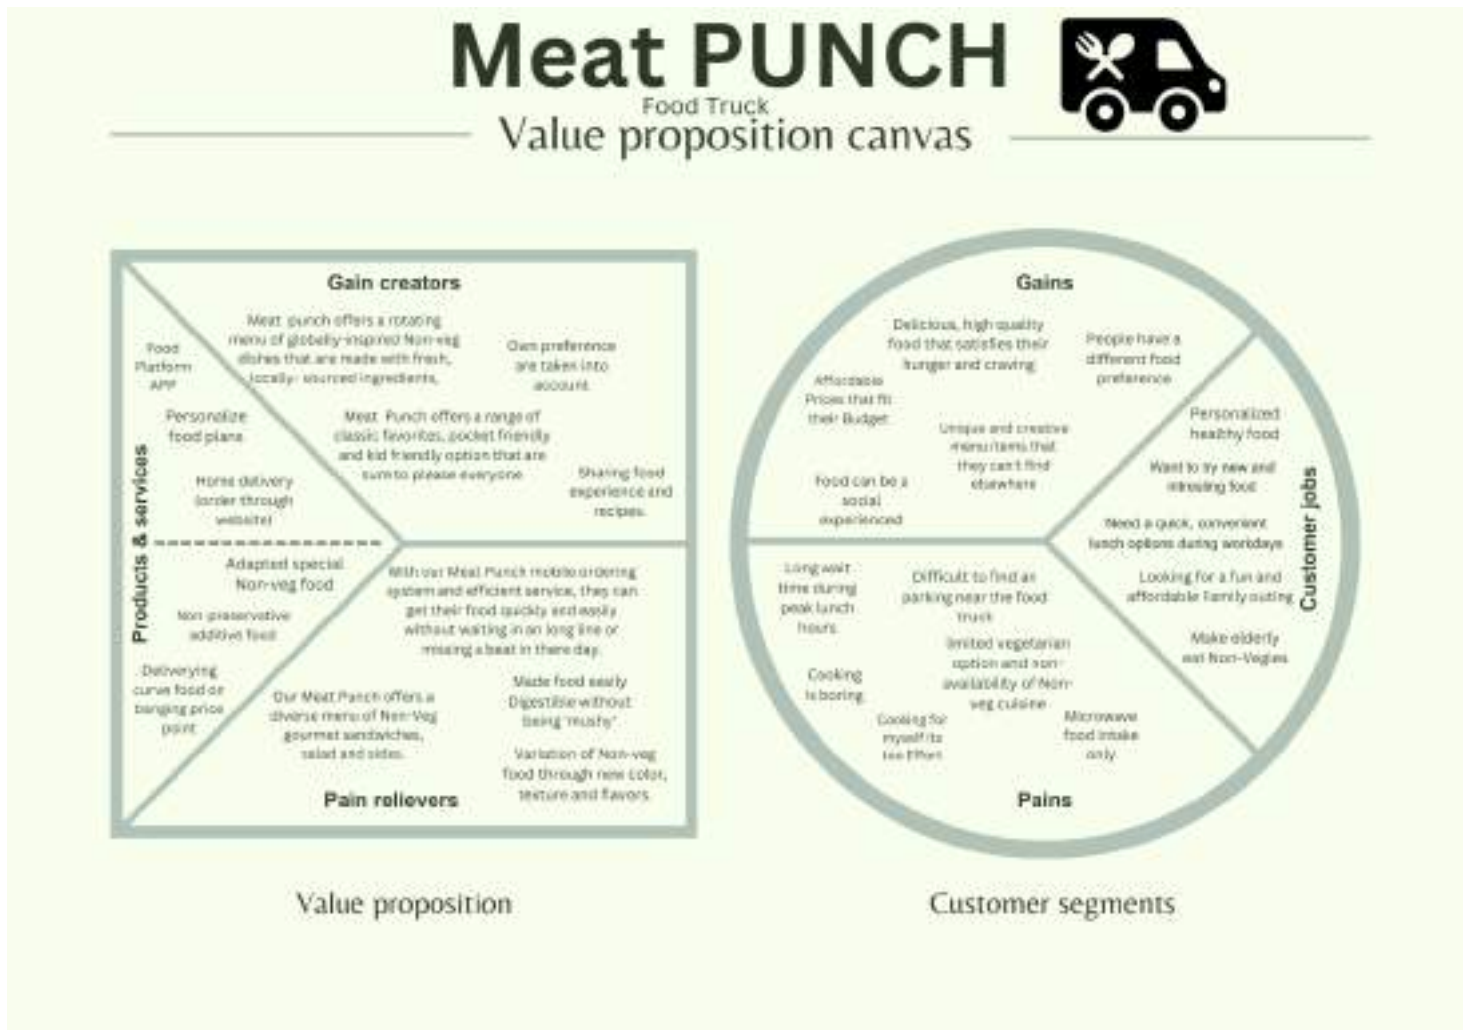 Meat PUNCH
Food Truck
Value proposition canvas
Gain creators
Meat punch offers a rotating
menu of globally-inspired Non-veg
dishes that are made with fresh,
locally- sourced ingredients,
Own preference
are taken into
account
Meat Punch offers a range of
classic favorites, pocket friendly
and kid friendly option that are
sure to please everyone
Sharing food
experience and
recipes.
Products & services
Food
Platform
APP
Personalize
food plans
Home delivery
(order through
website)
Adapted special
Non-veg food
Non preservative
additive food
Deliverying
curve food on
banging price
point
With our Meat Punch mobile ordering
system and efficient service, they can
get their food quickly and easily
without waiting in an long line or
missing a beat in there day.
Our Meat Punch offers a
diverse menu of Non-Veg
gourmet sandwiches,
salad and sides.
Made food easily
Digestible without
being "mushy"
Variation of Non-veg
food through new color,
texture and flavors
Pain relievers
Value proposition
Gains
Delicious, high quality
food that satisfies their
hunger and craving
People have a
different food
preference
Affordable
Prices that fit
their Budget
Unique and creative
menu items that
they can't find
elsewhere
Food can be a
social
experienced
Customer jobs
Personalized
healthy food
Want to try new and
food
Need a quick, convenient
lunch options during workdays
Looking for a fun and
affordable Family outing
Make elderly
eat Non-Vegies
Long wait
time during
peak lunch
hours
Difficult to find an
parking near the food
truck
limited vegetarian
option and non-
availability of Non-
veg cuisine
Cooking
is boring
Cooking for
myself
too Effort
Microwave
food intake
only
Pains
Customer segments